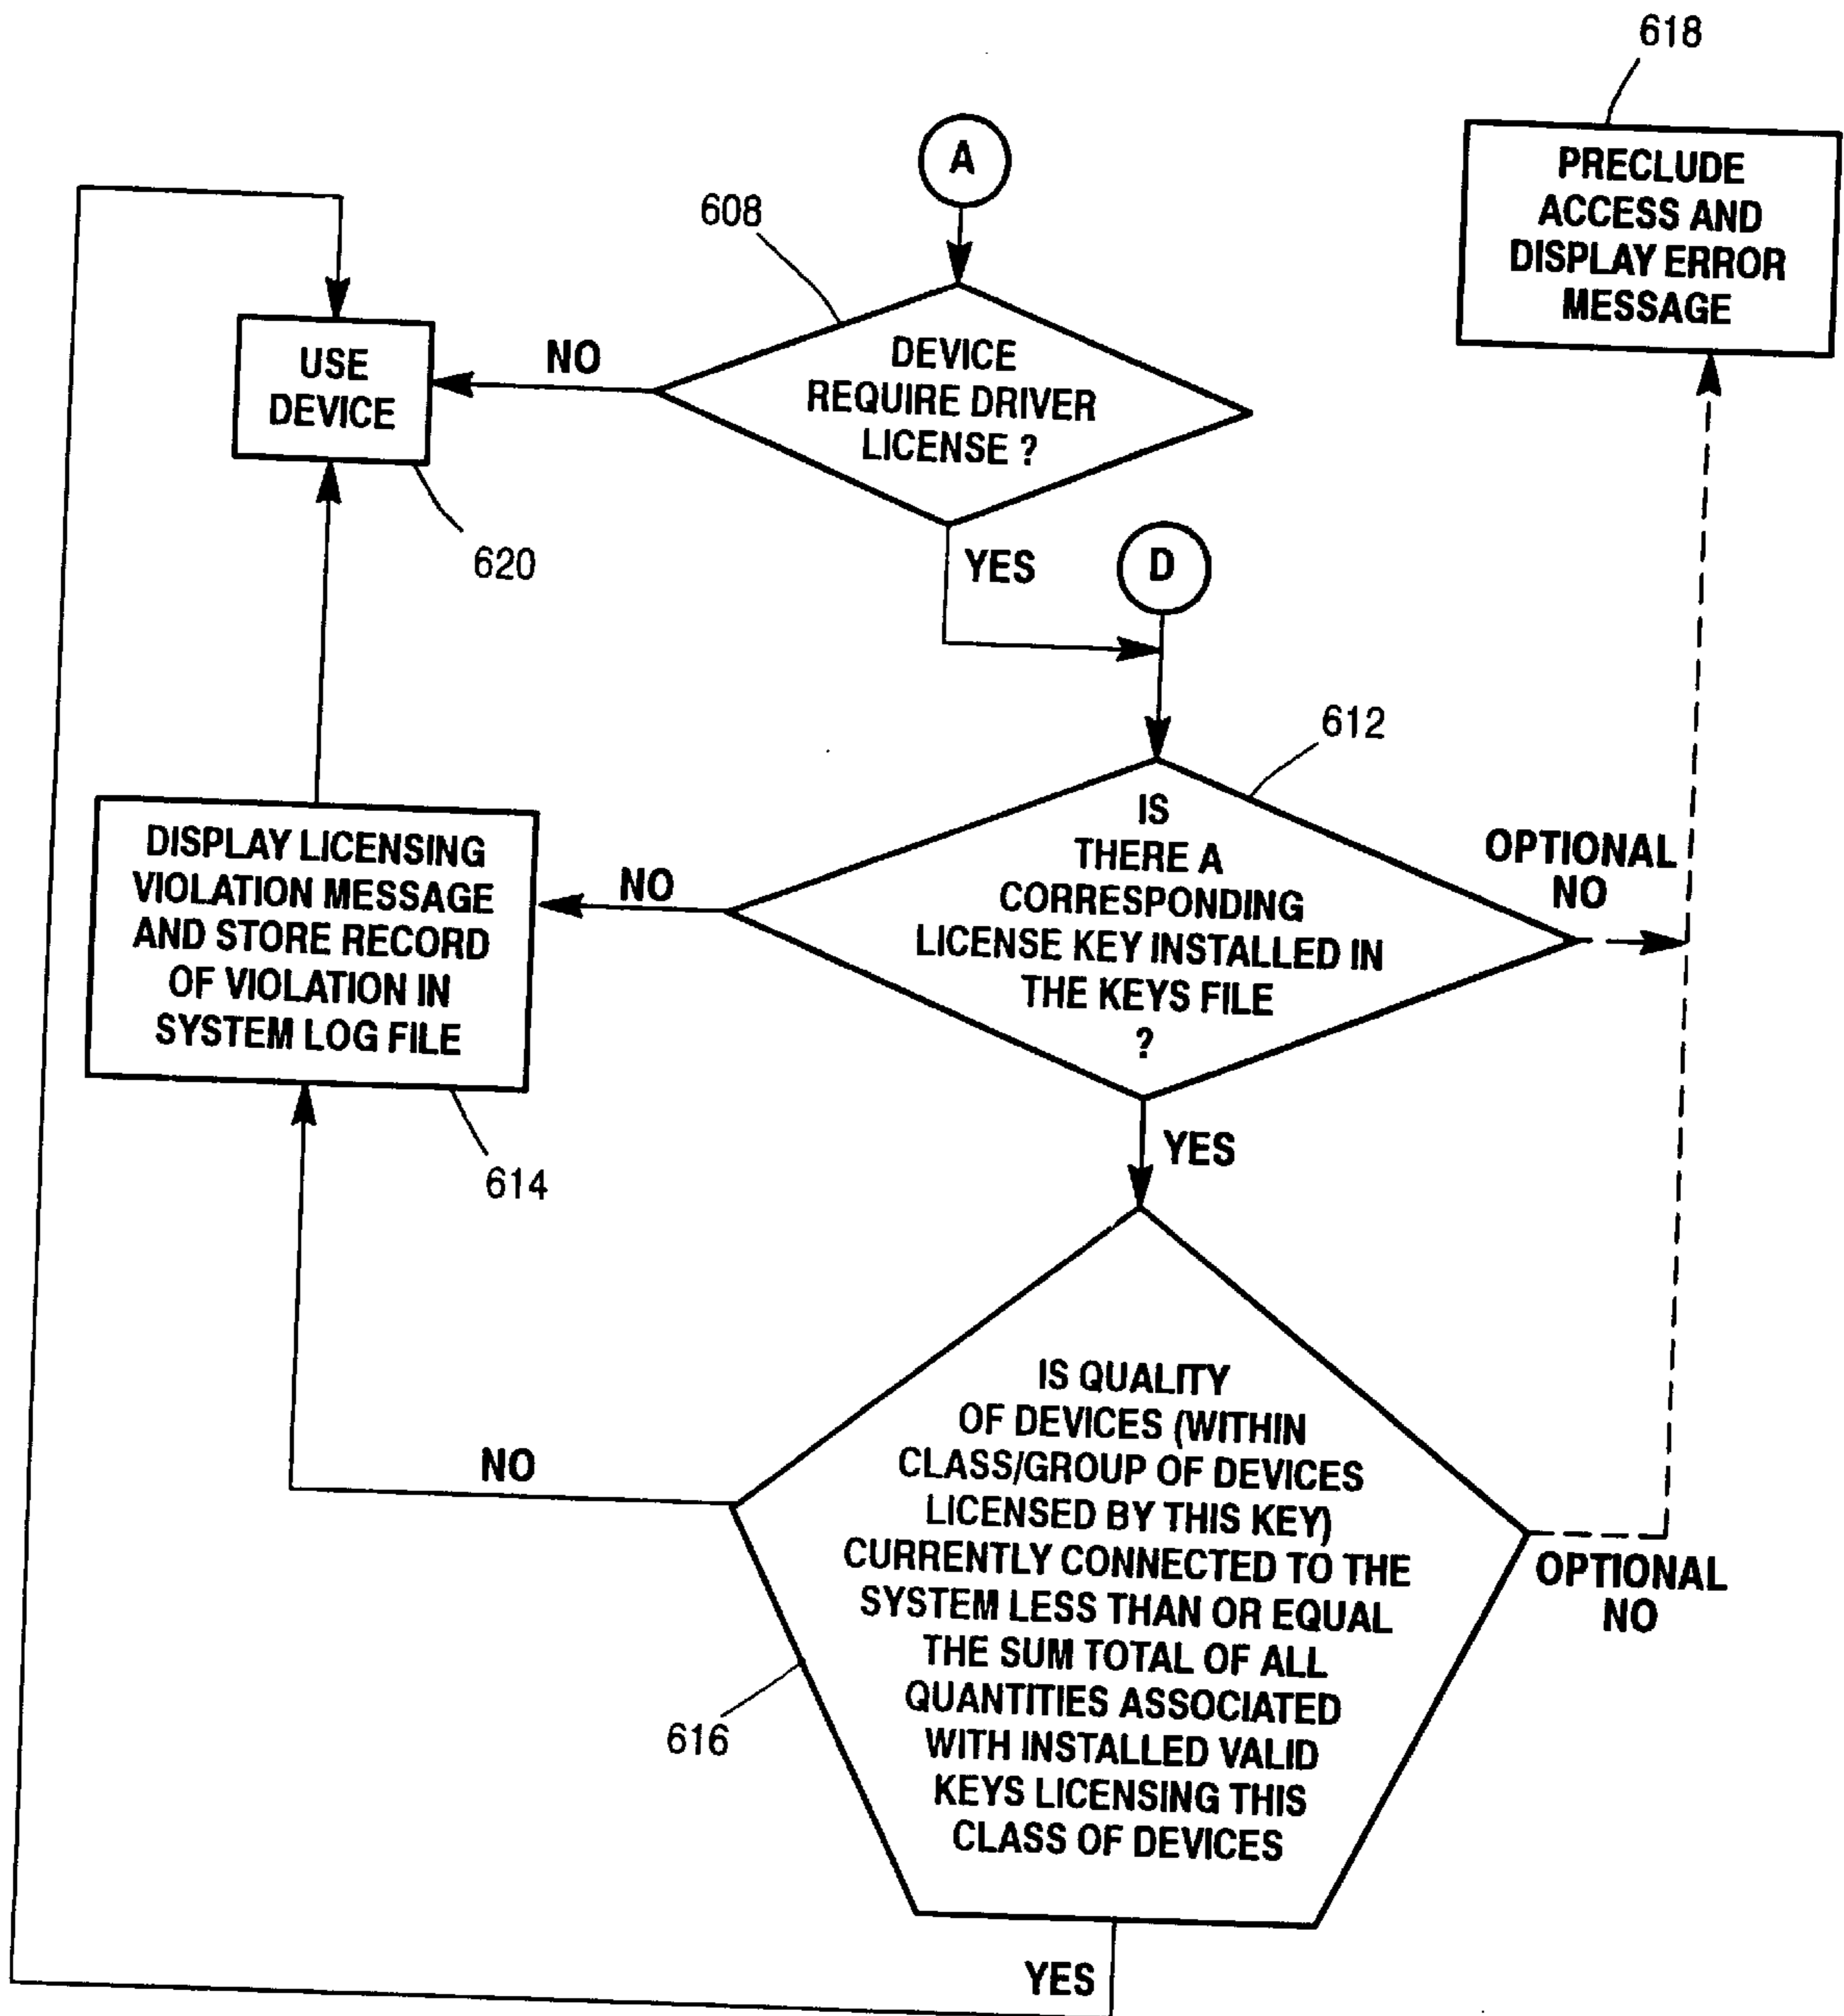 618
PRECLUDE
ACCESS AND
DISPLAY ERROR
MESSAGE
A
608
DEVICE
REQUIRE DRIVER
LICENSE ?
NO
USE
DEVICE
620
YES
D
612
IS
THERE A
CORRESPONDING
LICENSE KEY INSTALLED IN
THE KEYS FILE
?
OPTIONAL
NO
NO
DISPLAY LICENSING
VIOLATION MESSAGE
AND STORE RECORD
OF VIOLATION IN
SYSTEM LOG FILE
614
YES
IS QUALITY
OF DEVICES (WITHIN
CLASS/GROUP OF DEVICES
LICENSED BY THIS KEY)
CURRENTLY CONNECTED TO THE
SYSTEM LESS THAN OR EQUAL
THE SUM TOTAL OF ALL
QUANTITIES ASSOCIATED
WITH INSTALLED VALID
KEYS LICENSING THIS
CLASS OF DEVICES
NO
OPTIONAL
NO
616
YES